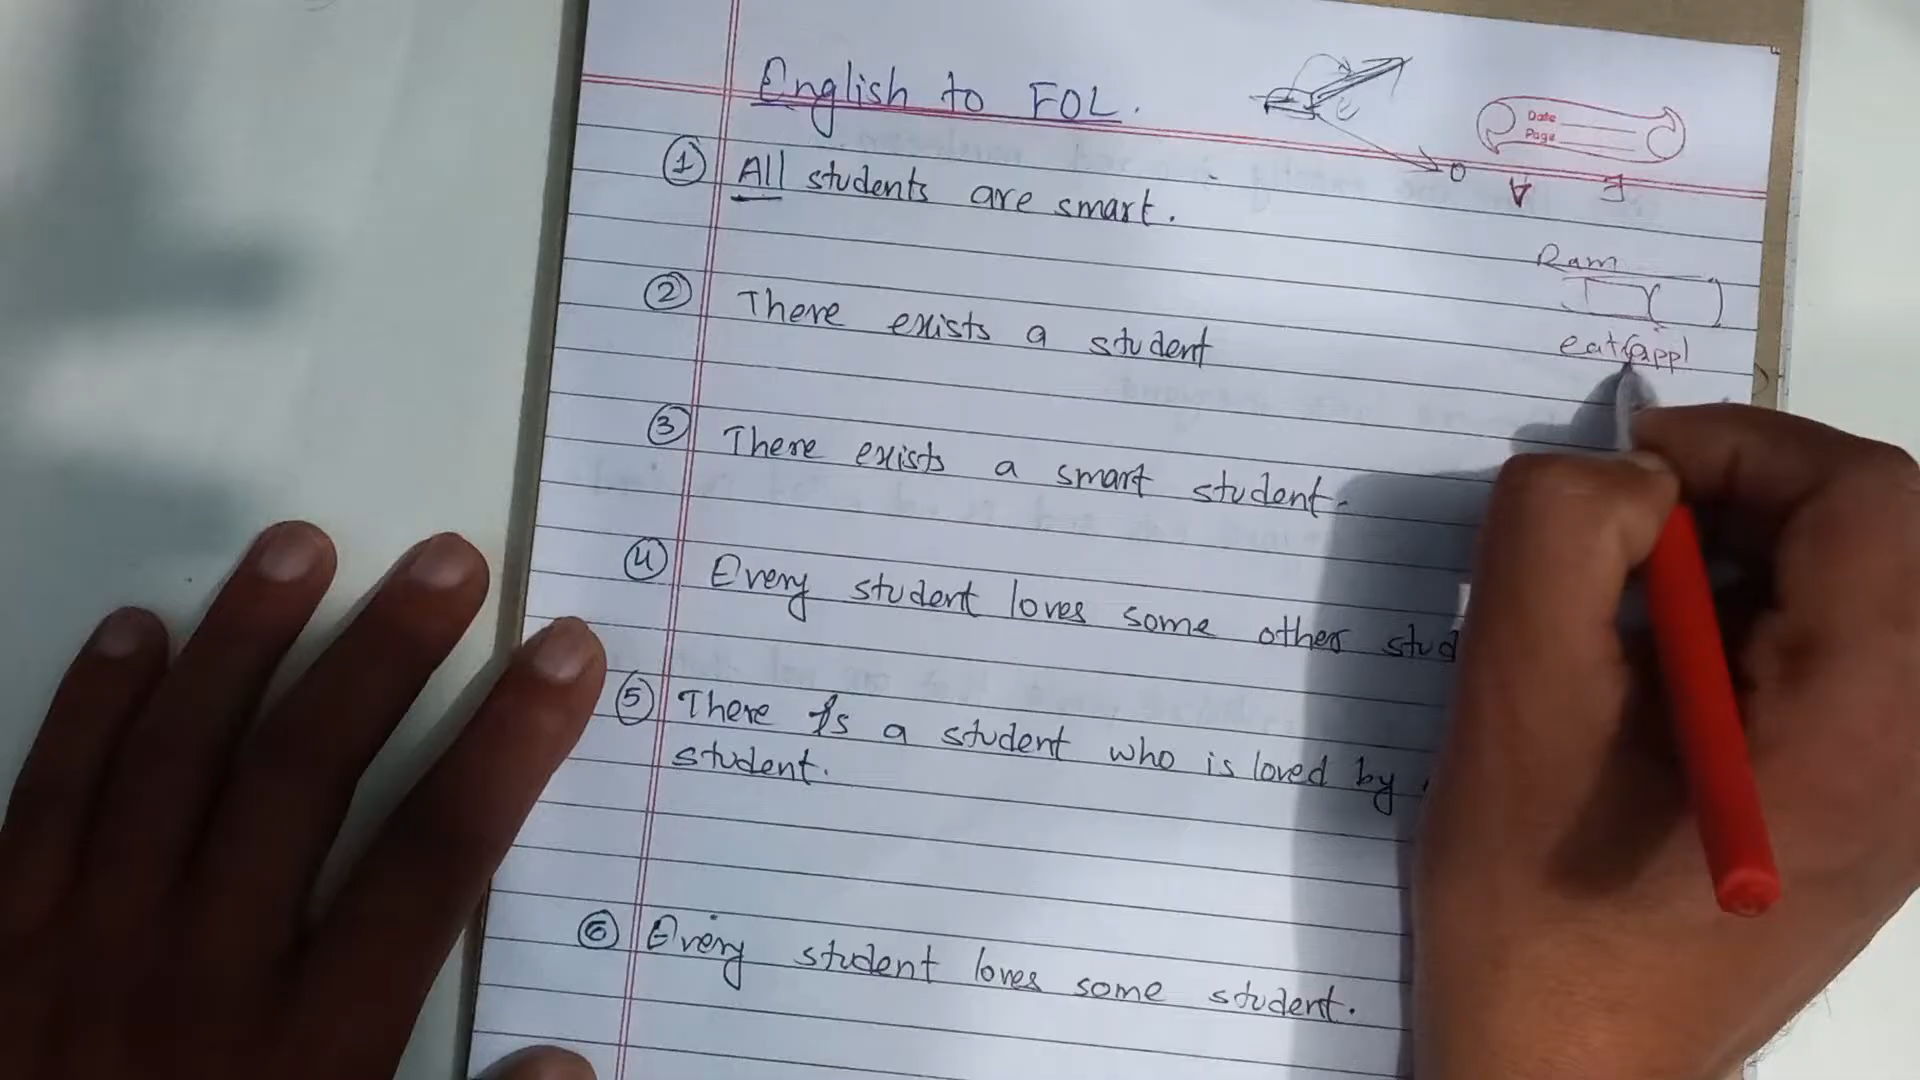 English to FOL.
Date
Page
① All students are smart.
∀ ∃
Ram
② There exists a student
eat(appl
③ There exists a smart student.
④ Every student loves some other stud
⑤ There is a student who is loved by
student.
⑥ Every student loves some student.